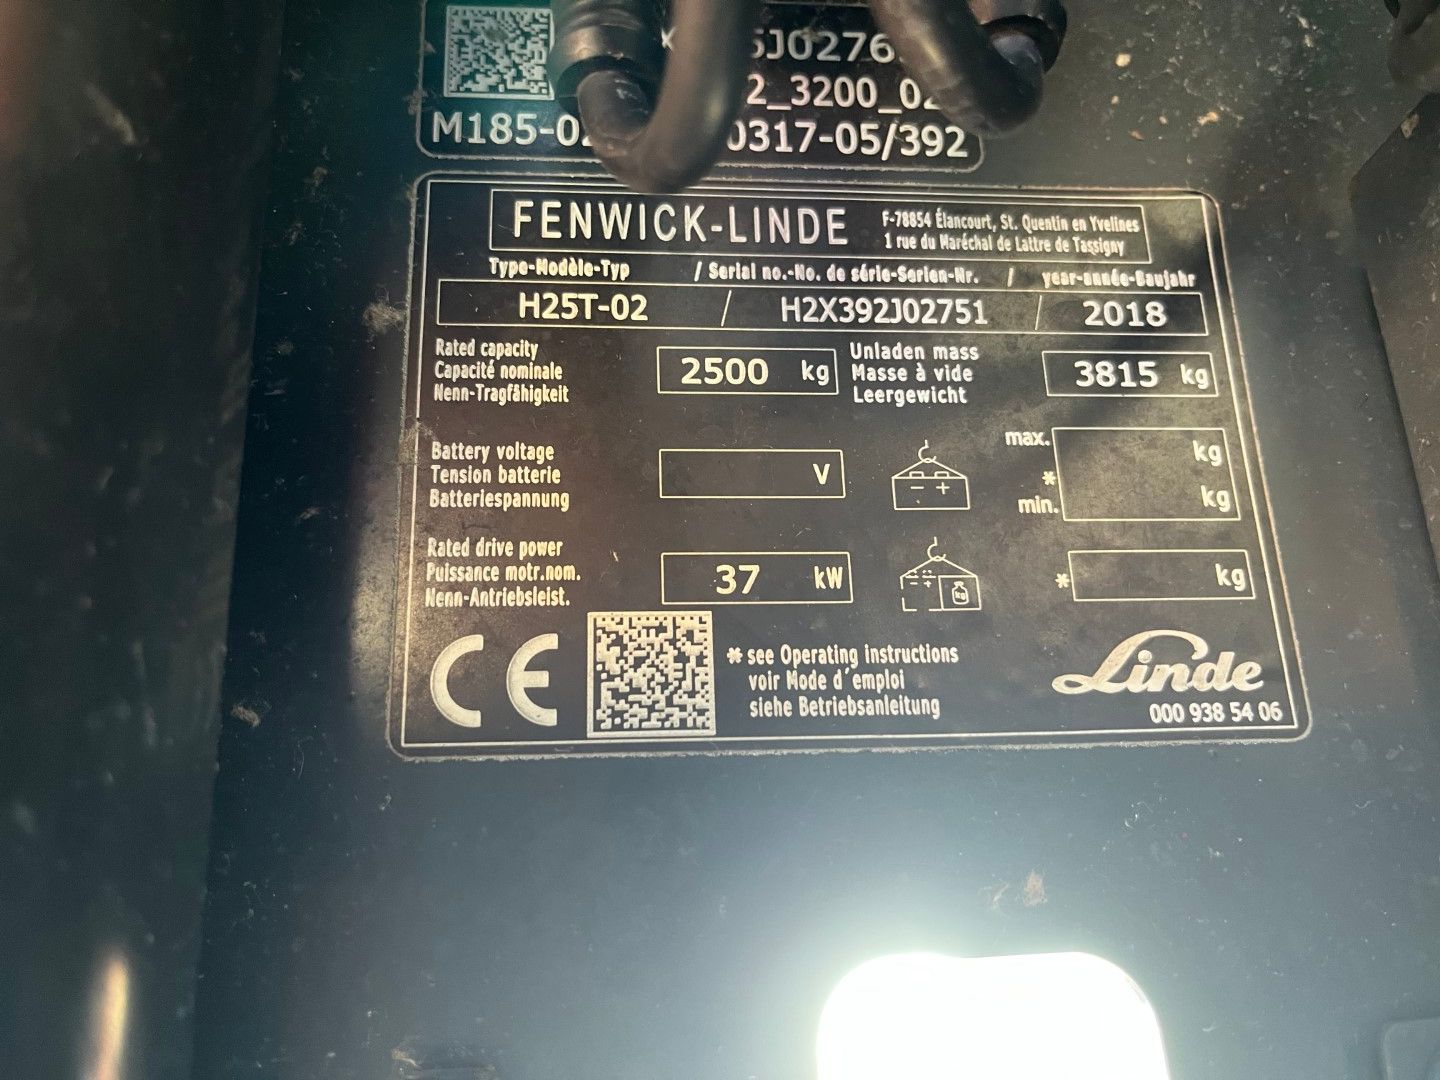 5J0276
2_3200_02
M185-02 0317-05/392
FENWICK-LINDE F-78854 Élancourt, St. Quentin en Yvelines
1 rue du Maréchal de Lattre de Tassigny
Type-Modèle-Typ / Serial no.-No. de série-Serien-Nr. / year-année-Baujahr
H25T-02 / H2X392J02751 / 2018
Rated capacity
Capacité nominale
Nenn-Tragfähigkeit
2500 kg
Unladen mass
Masse à vide
Leergewicht
3815 kg
Battery voltage
Tension batterie
Batteriespannung
V
- +
max. kg
*
min. kg
Rated drive power
Puissance motr.nom.
Nenn-Antriebsleist.
37 kW
- + kg
* kg
CE
* see Operating instructions
voir Mode d'emploi
siehe Betriebsanleitung
Linde
000 938 54 06